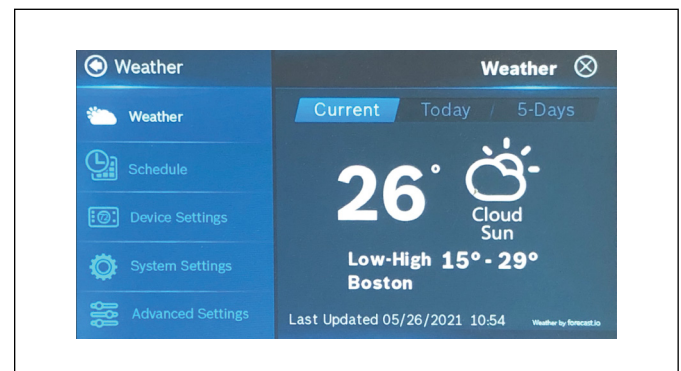 Weather
Weather
Weather
Schedule
Device Settings
System Settings
Advanced Settings
Current / Today / 5-Days
26°
Cloud
Sun
Low-High 15° - 29°
Boston
Last Updated 05/26/2021 10:54
Weather by forecast.io